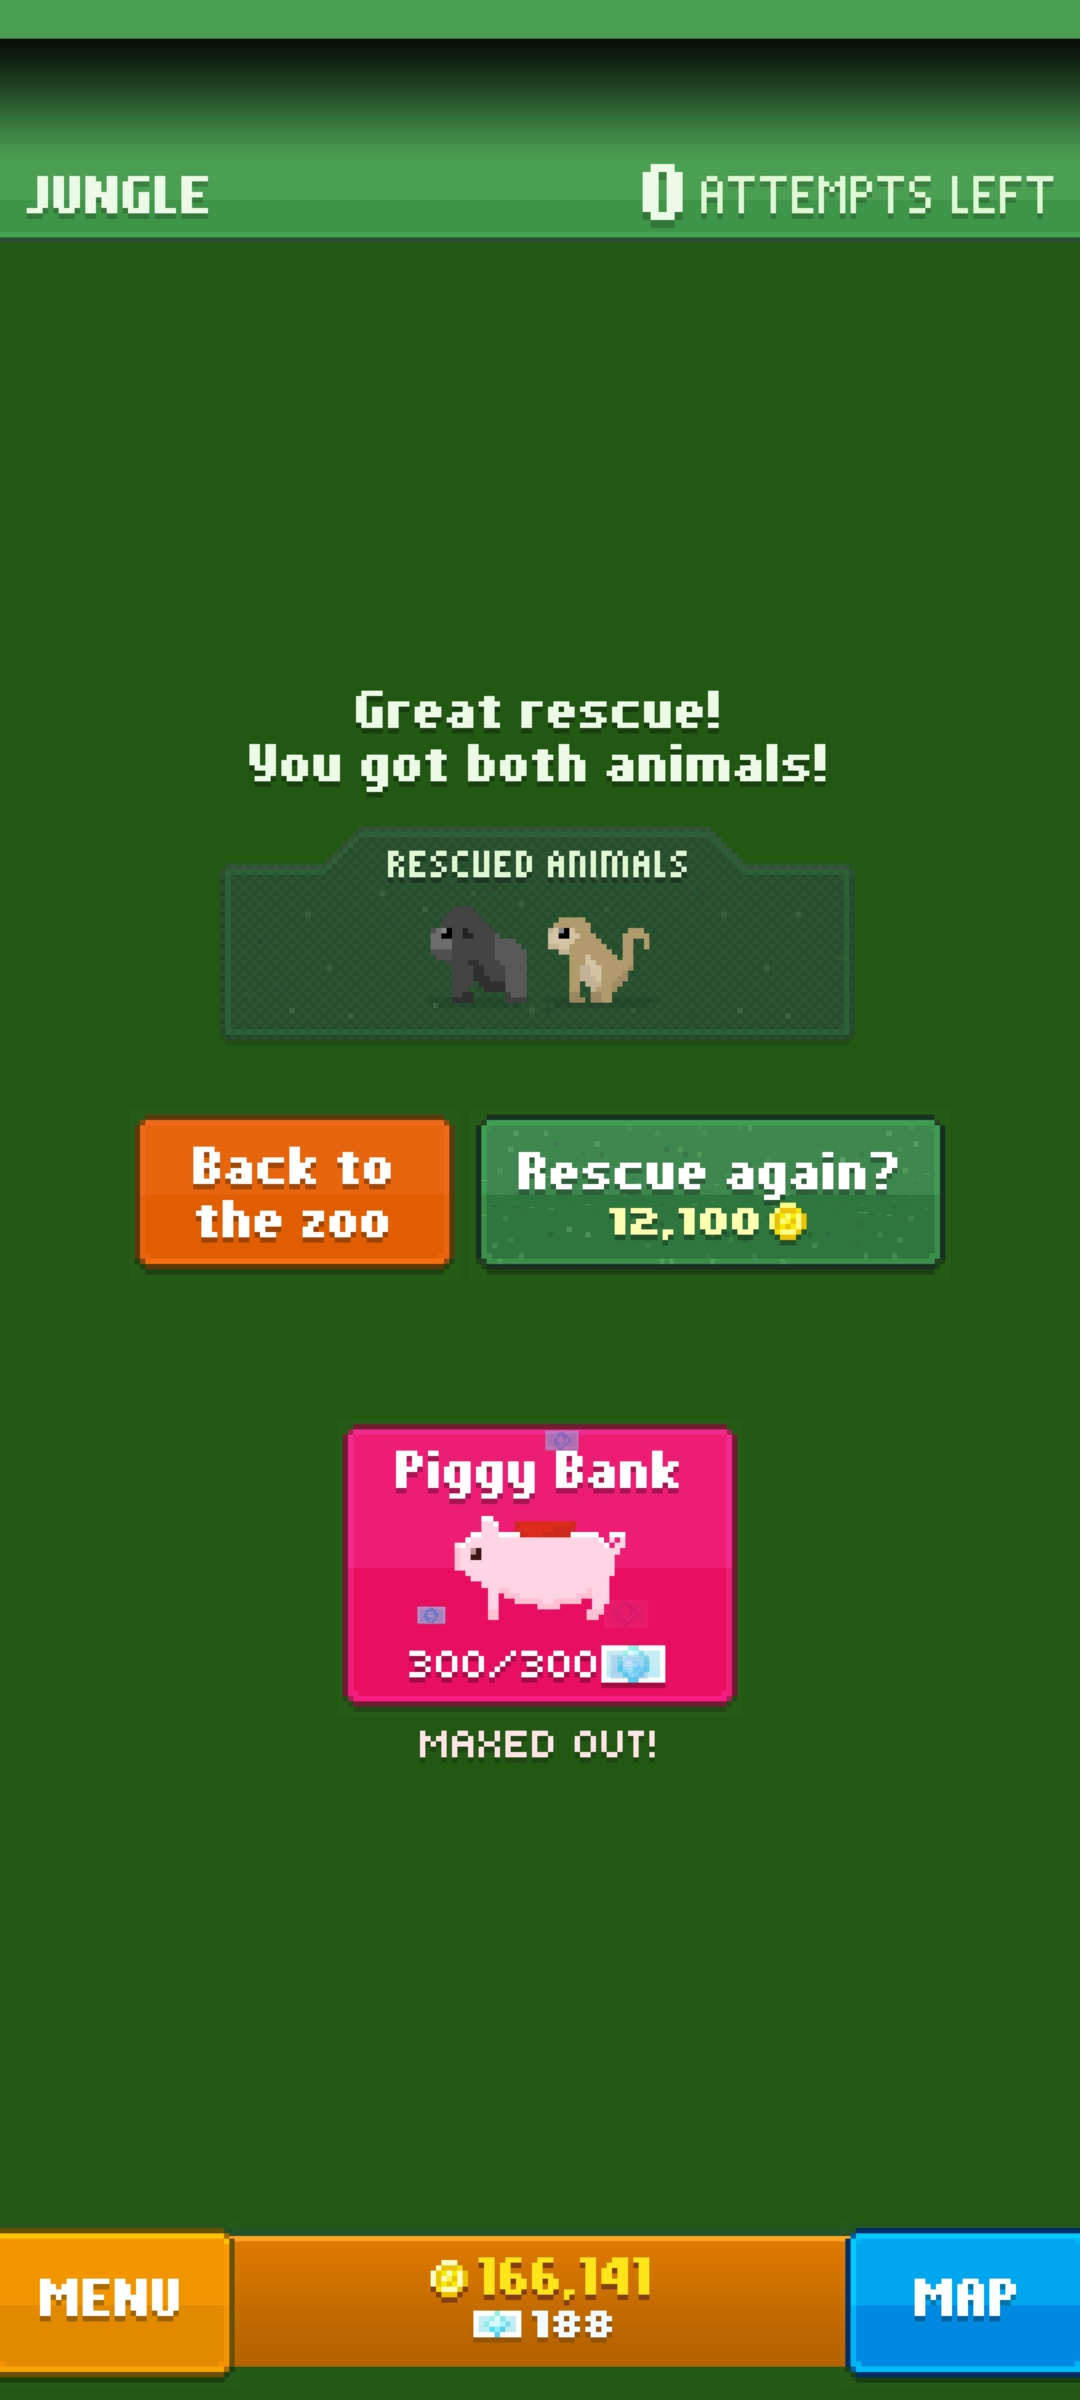 JUNGLE
0 ATTEMPTS LEFT
Great rescue!
You got both animals!
RESCUED ANIMALS
Back to
the zoo
Rescue again?
12,100
Piggy Bank
300/300
MAXED OUT!
MENU
166,141
188
MAP